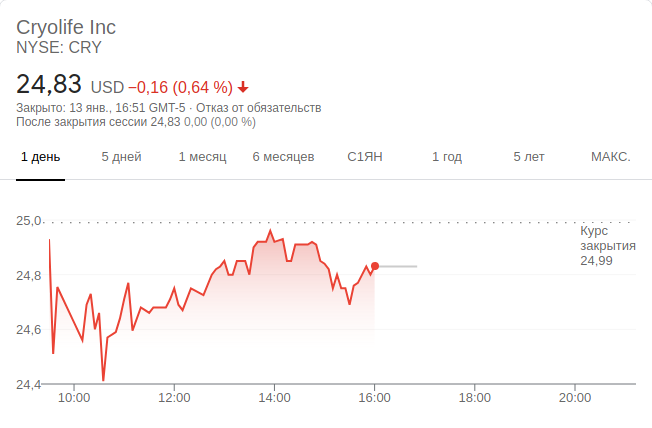 Cryolife Inc
NYSE: CRY
24,83 USD −0,16 (0,64 %)
Закрыто: 13 янв., 16:51 GMT-5 · Отказ от обязательств
После закрытия сессии 24,83 0,00 (0,00 %)
1 день 5 дней 1 месяц 6 месяцев С1ЯН 1 год 5 лет МАКС.
25,0
Курс
закрытия
24,99
24,8
24,6
24,4
10:00 12:00 14:00 16:00 18:00 20:00